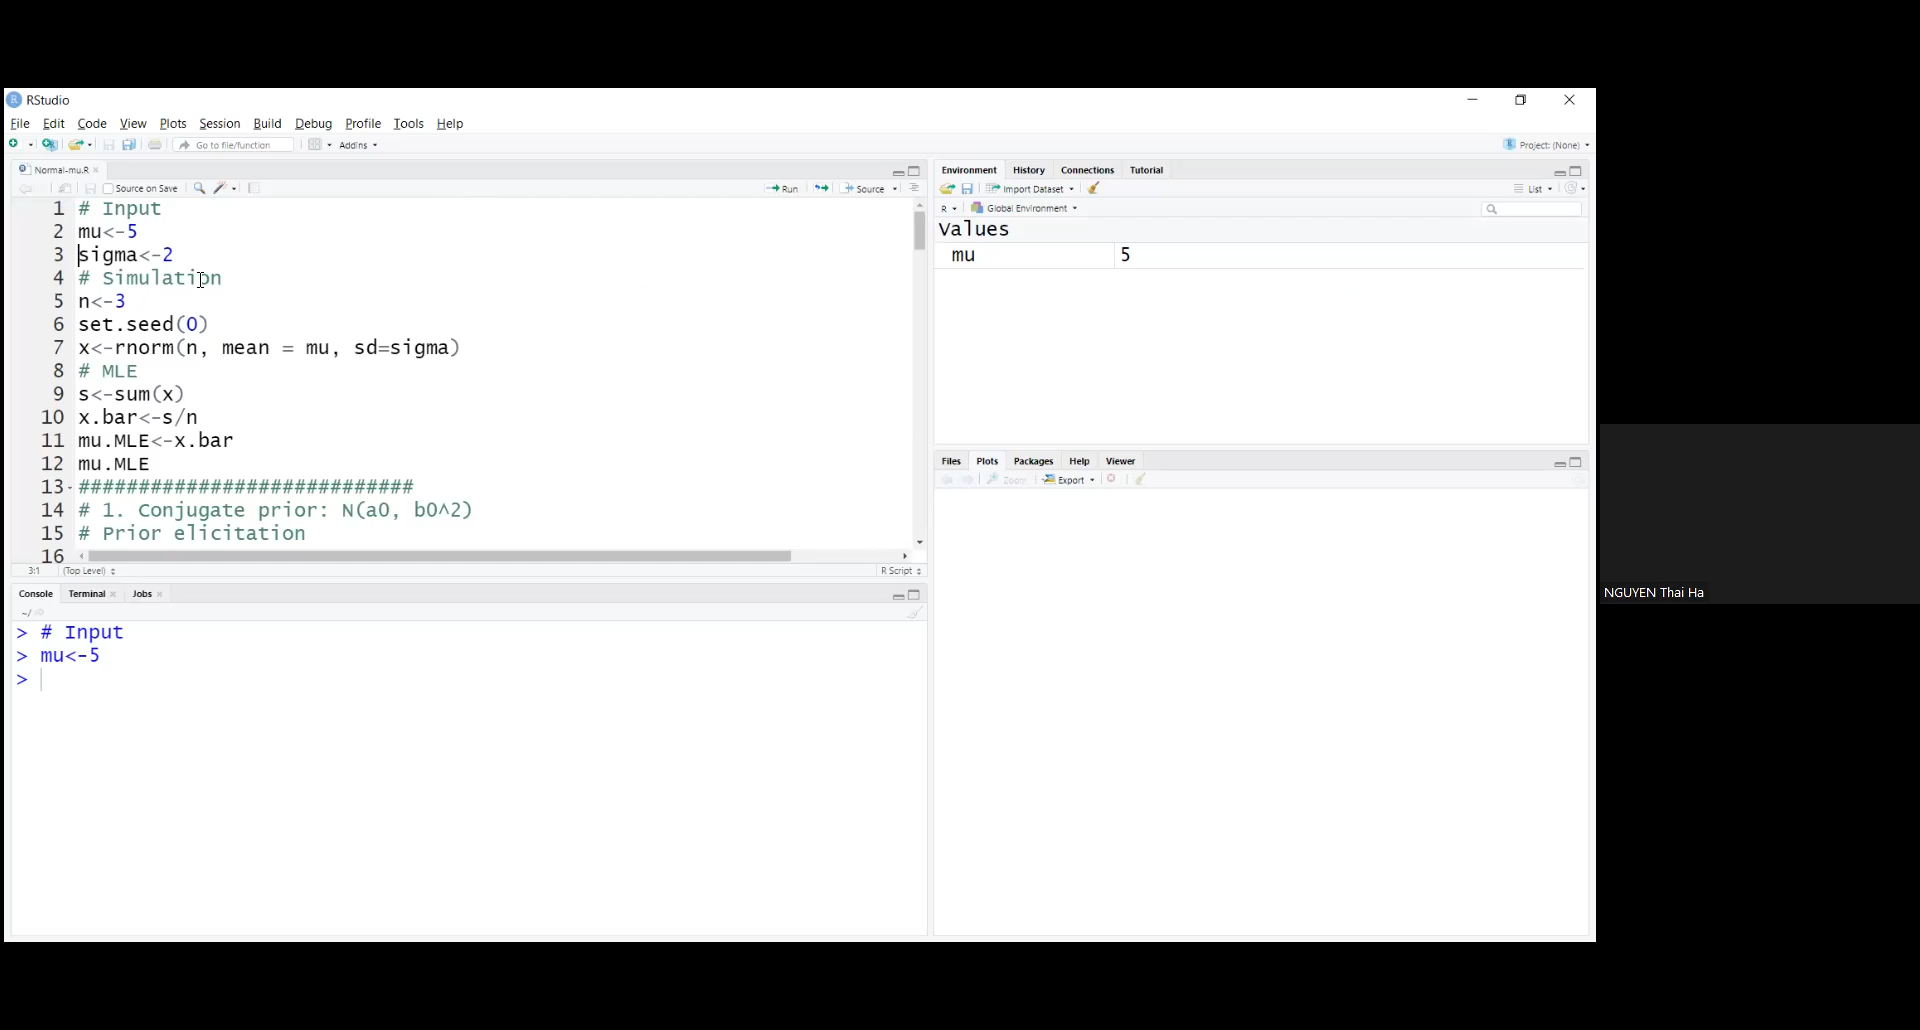 RStudio
File Edit Code View Plots Session Build Debug Profile Tools Help
Go to file/function Addins Project: (None)
Normal-mu.R
Source on Save Run Source
1 # Input
2 mu<-5
3 sigma<-2
4 # Simulation
5 n<-3
6 set.seed(0)
7 x<-rnorm(n, mean = mu, sd=sigma)
8 # MLE
9 s<-sum(x)
10 x.bar<-s/n
11 mu.MLE<-x.bar
12 mu.MLE
13 ############################
14 # 1. Conjugate prior: N(a0, b0^2)
15 # Prior elicitation
16
3:1 (Top Level) R Script
Console Terminal Jobs
~/
> # Input
> mu<-5
>
Environment History Connections Tutorial
Import Dataset List
R Global Environment
Values
mu 5
Files Plots Packages Help Viewer
Zoom Export
NGUYEN Thai Ha